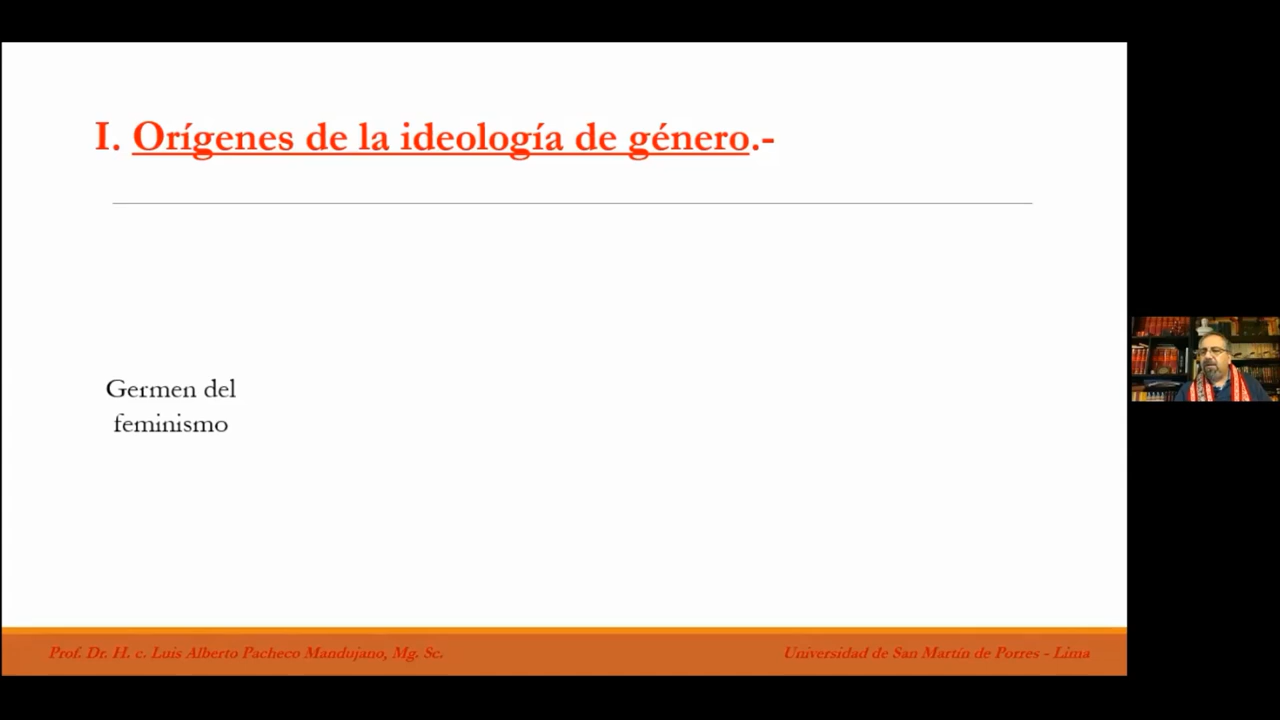 I. Orígenes de la ideología de género.-
Germen del
feminismo
Prof. Dr. H. c. Luis Alberto Pacheco Mandujano, Mg. Sc.
Universidad de San Martín de Porres - Lima